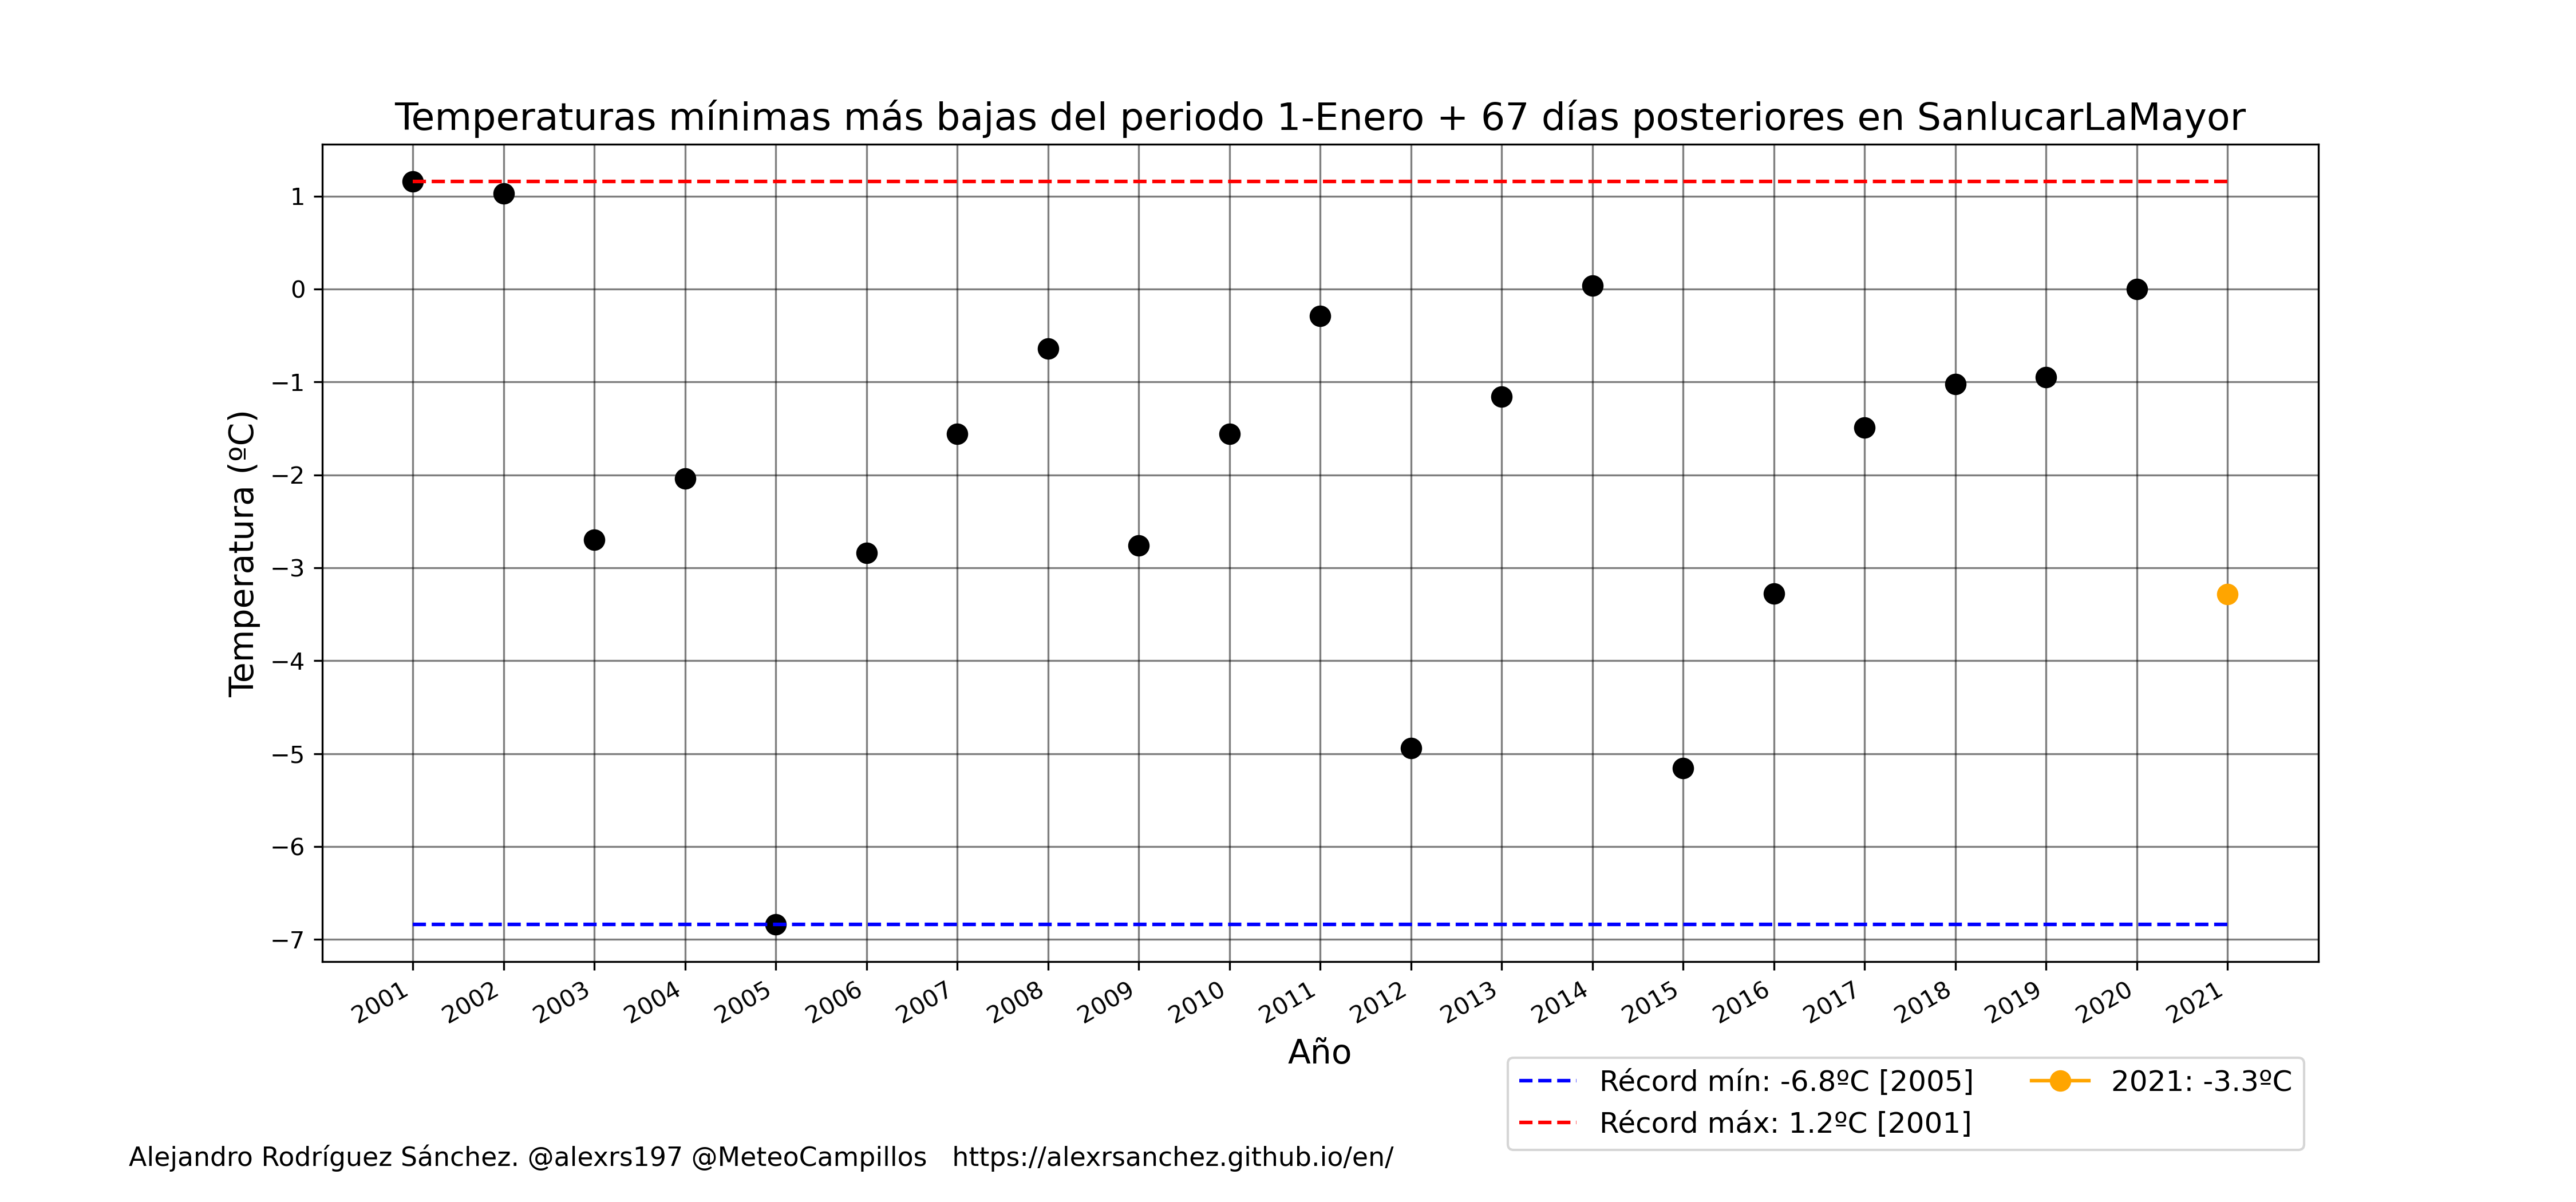 Temperaturas mínimas más bajas del periodo 1-Enero + 67 días posteriores en SanlucarLaMayor
Temperatura (ºC)
1
0
−1
−2
−3
−4
−5
−6
−7
2001 2002 2003 2004 2005 2006 2007 2008 2009 2010 2011 2012 2013 2014 2015 2016 2017 2018 2019 2020 2021
Año
Récord mín: -6.8ºC [2005]
Récord máx: 1.2ºC [2001]
2021: -3.3ºC
Alejandro Rodríguez Sánchez. @alexrs197 @MeteoCampillos https://alexrsanchez.github.io/en/